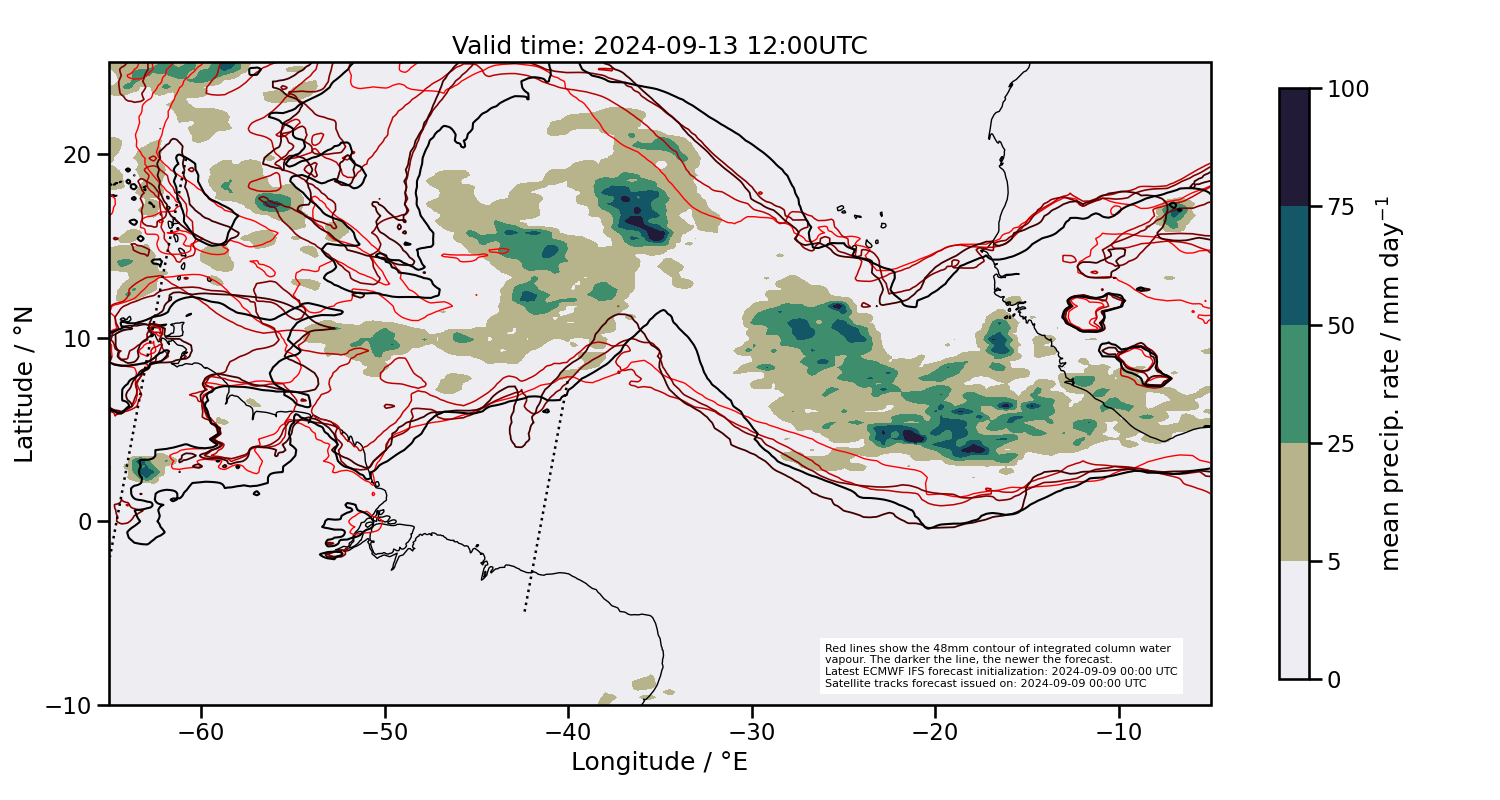 Valid time: 2024-09-13 12:00UTC
20
10
0
−10
Latitude / °N
−60
−50
−40
−30
−20
−10
Longitude / °E
Red lines show the 48mm contour of integrated column water
vapour. The darker the line, the newer the forecast.
Latest ECMWF IFS forecast initialization: 2024-09-09 00:00 UTC
Satellite tracks forecast issued on: 2024-09-09 00:00 UTC
100
75
50
25
5
0
mean precip. rate / mm day⁻¹